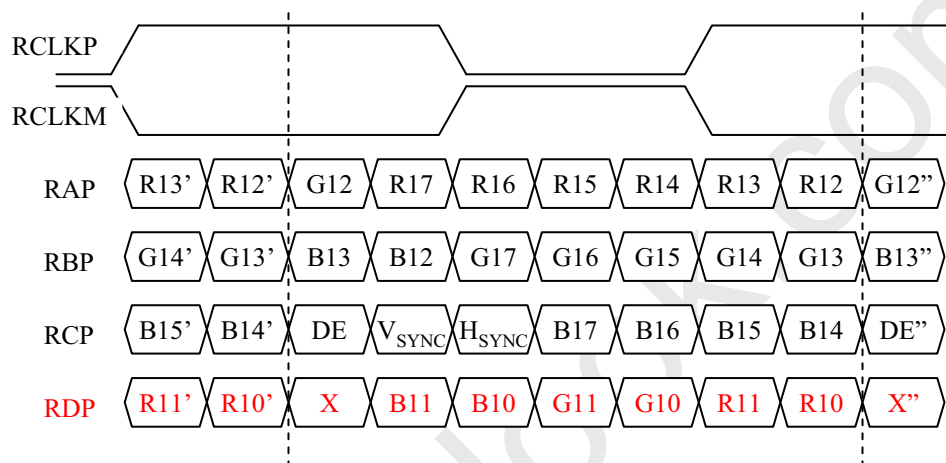 RCLKP
RCLKM
RAP R13’ R12’ G12 R17 R16 R15 R14 R13 R12 G12”
RBP G14’ G13’ B13 B12 G17 G16 G15 G14 G13 B13”
RCP B15’ B14’ DE VSYNC HSYNC B17 B16 B15 B14 DE”
RDP R11’ R10’ X B11 B10 G11 G10 R11 R10 X”